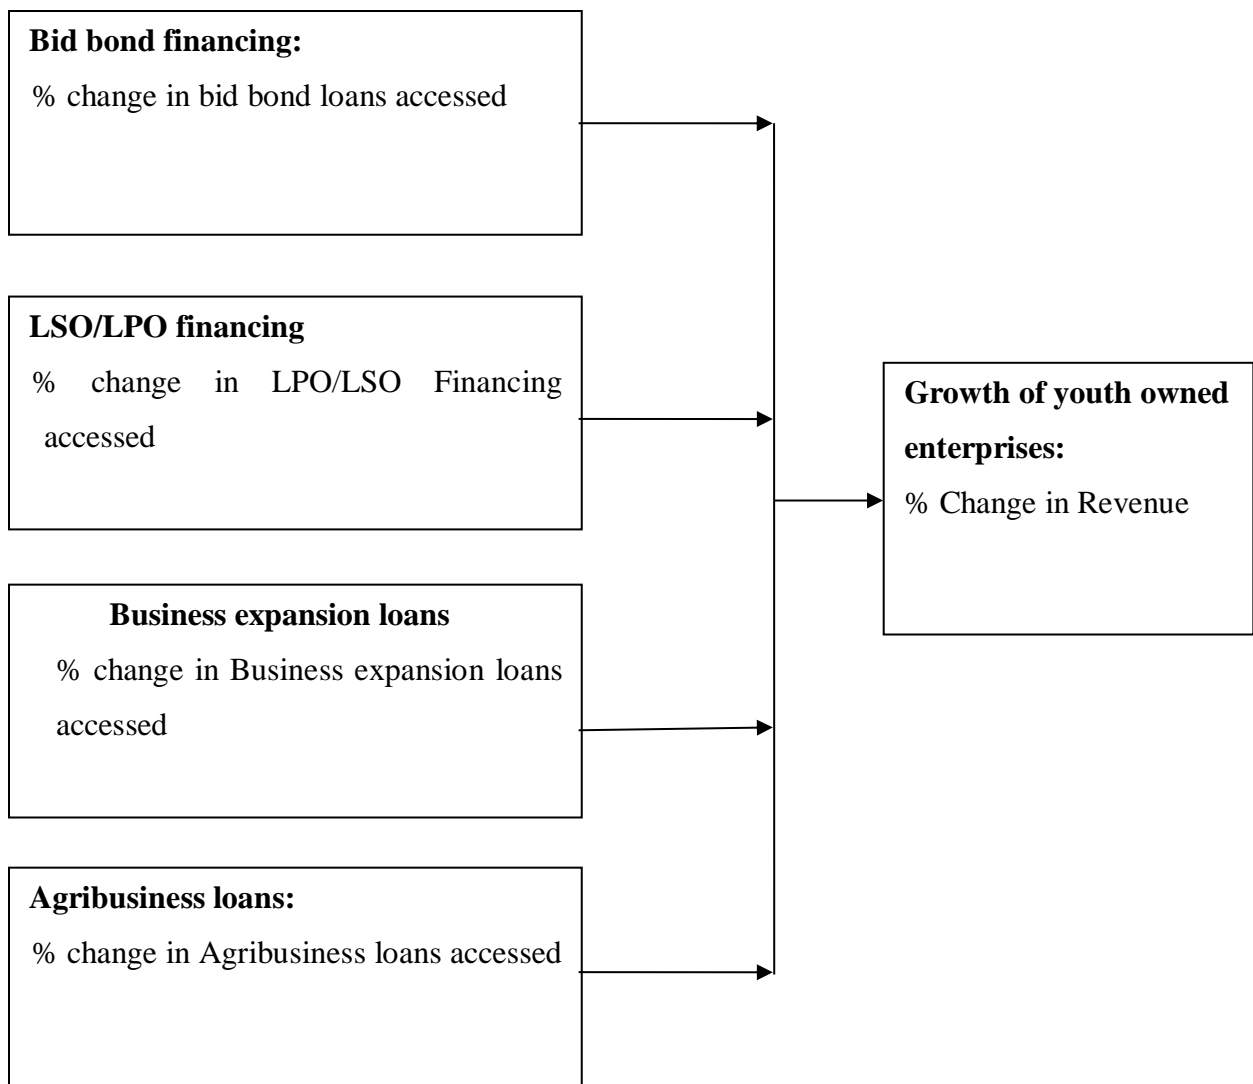 Bid bond financing:
% change in bid bond loans accessed
LSO/LPO financing
% change in LPO/LSO Financing
accessed
Business expansion loans
% change in Business expansion loans
accessed
Agribusiness loans:
% change in Agribusiness loans accessed
Growth of youth owned
enterprises:
% Change in Revenue